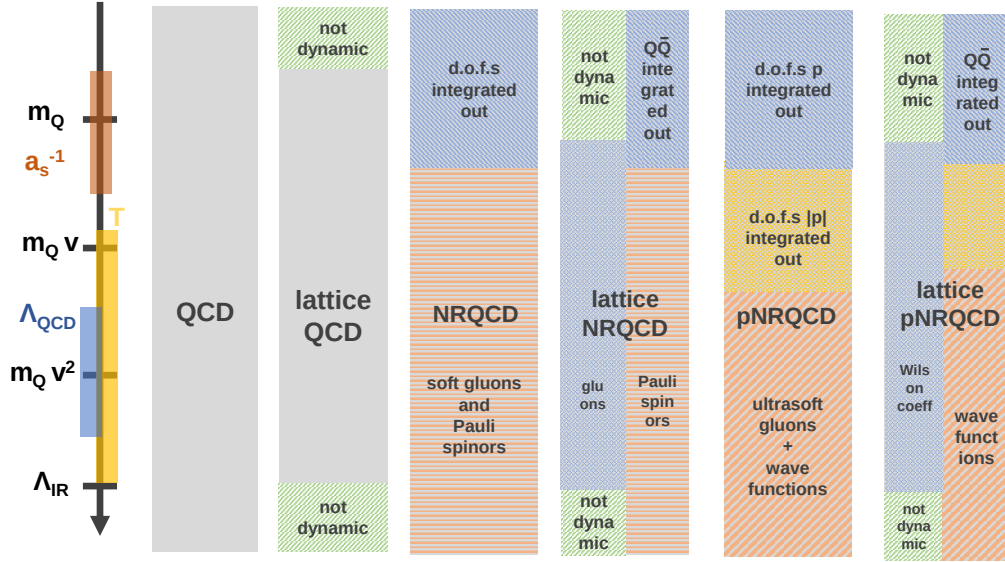 m_Q
a_s^-1
T
m_Q v
Λ_QCD
m_Q v^2
Λ_IR
QCD
not
dynamic
lattice
QCD
not
dynamic
d.o.f.s
integrated
out
NRQCD
soft gluons
and
Pauli
spinors
not
dyna
mic
QQ̄
inte
grat
ed
out
lattice
NRQCD
glu
ons
Pauli
spin
ors
not
dyna
mic
d.o.f.s p
integrated
out
d.o.f.s |p|
integrated
out
pNRQCD
ultrasoft
gluons
+
wave
functions
not
dyna
mic
QQ̄
integ
rated
out
lattice
pNRQCD
Wils
on
coeff
wave
funct
ions
not
dyna
mic